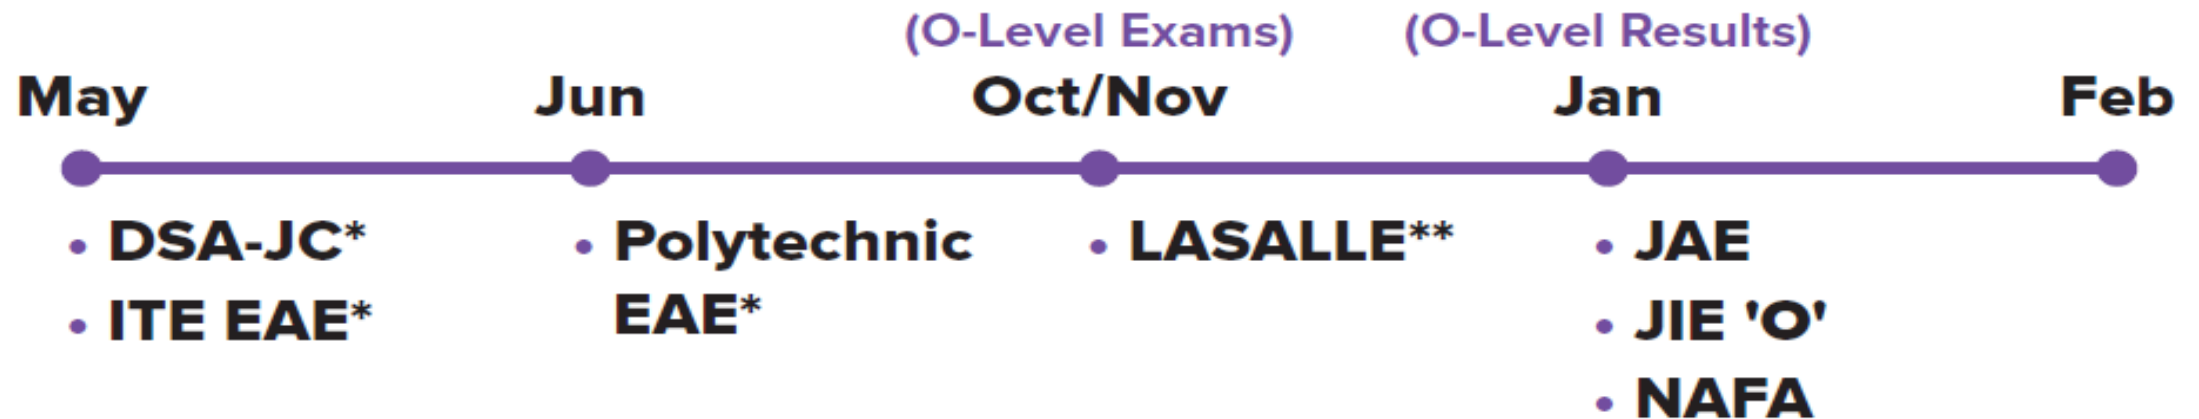 (O-Level Exams) (O-Level Results)
May Jun Oct/Nov Jan Feb
• DSA-JC*
• ITE EAE*
• Polytechnic
EAE*
• LASALLE**
• JAE
• JIE 'O'
• NAFA